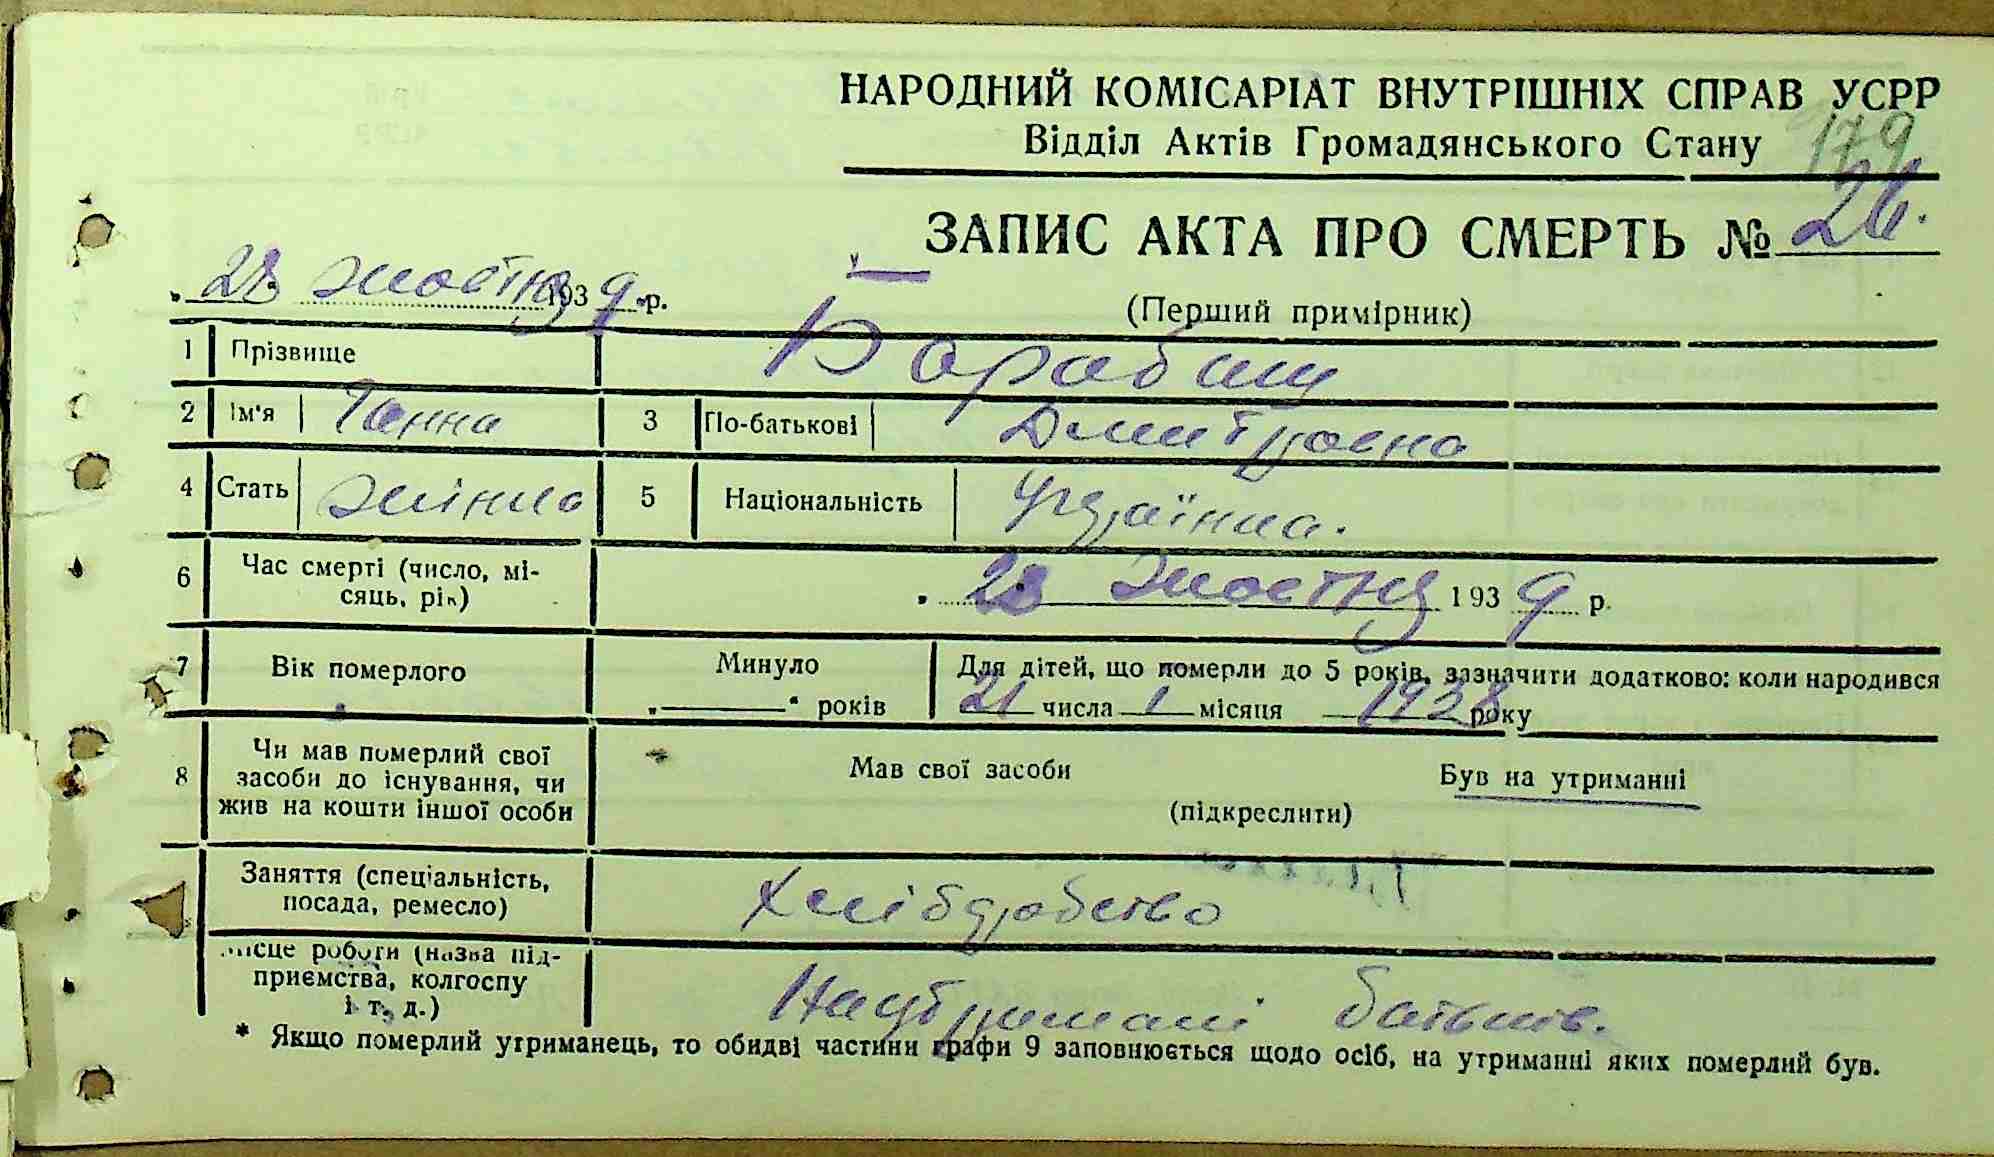 НАРОДНИЙ КОМІСАРІАТ ВНУТРІШНІХ СПРАВ УСРР
Відділ Актів Громадянського Стану
179
ЗАПИС АКТА ПРО СМЕРТЬ № 26.
„28 жовтня 1939 р.
(Перший примірник)
1 Прізвище Барабаш
2 Ім'я Ганна 3 По-батькові Дмитровна
4 Стать жінка 5 Національність Українка.
6 Час смерті (число, мі-
сяць, рік) 28 жовтня 1939 р.
7 Вік померлого Минуло Для дітей, що померли до 5 років, зазначити додатково: коли народився
„—“ років 21 числа 1 місяця 1938 року
8 Чи мав померлий свої
засоби до існування, чи
жив на кошти іншої особи
Мав свої засоби Був на утриманні
(підкреслити)
Заняття (спеціальність,
посада, ремесло) Хліборобство
Місце роботи (назва під-
приємства, колгоспу
і т. д.) На утриманні батьків.
* Якщо померлий утриманець, то обидві частини графи 9 заповнюється щодо осіб, на утриманні яких померлий був.